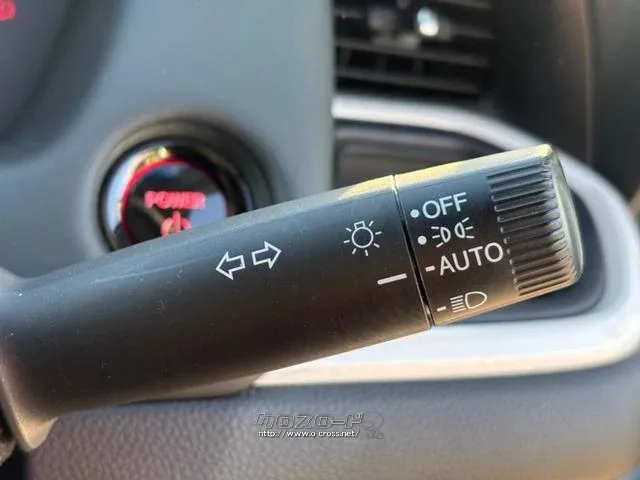 POWER
•OFF
•
-AUTO
-
クロスロード
http://www.o-cross.net/